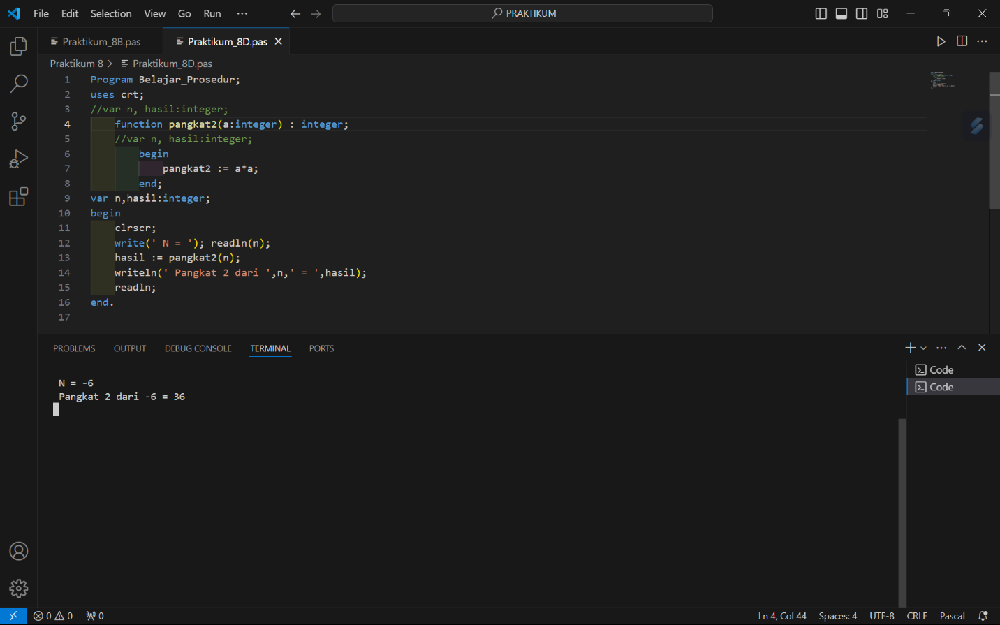 File Edit Selection View Go Run ··· PRAKTIKUM
Praktikum_8B.pas Praktikum_8D.pas
Praktikum 8 > Praktikum_8D.pas
1 Program Belajar_Prosedur;
2 uses crt;
3 //var n, hasil:integer;
4 function pangkat2(a:integer) : integer;
5 //var n, hasil:integer;
6 begin
7 pangkat2 := a*a;
8 end;
9 var n,hasil:integer;
10 begin
11 clrscr;
12 write(' N = '); readln(n);
13 hasil := pangkat2(n);
14 writeln(' Pangkat 2 dari ',n,' = ',hasil);
15 readln;
16 end.
17
PROBLEMS OUTPUT DEBUG CONSOLE TERMINAL PORTS
Code
Code
N = -6
Pangkat 2 dari -6 = 36
0 0 0 Ln 4, Col 44 Spaces: 4 UTF-8 CRLF Pascal